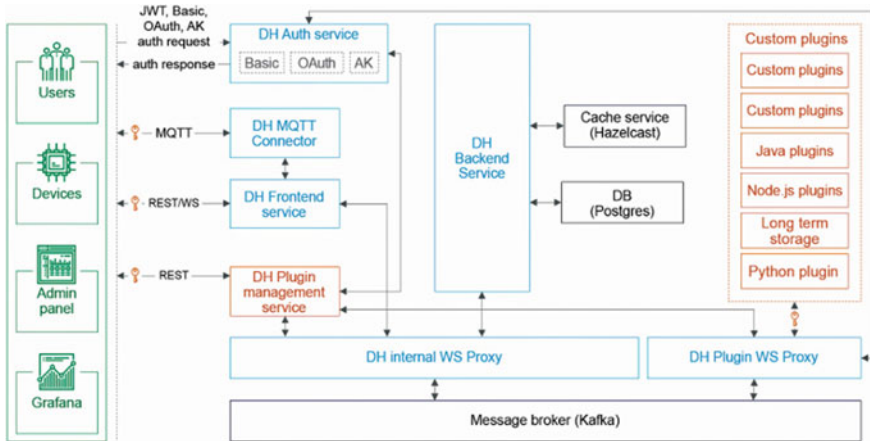 JWT, Basic,
OAuth, AK
auth request
auth response
Users
Devices
Admin
panel
Grafana
MQTT
REST/WS
REST
DH Auth service
Basic
OAuth
AK
DH MQTT
Connector
DH Frontend
service
DH Plugin
management
service
DH
Backend
Service
Cache service
(Hazelcast)
DB
(Postgres)
Custom plugins
Custom plugins
Custom plugins
Java plugins
Node.js plugins
Long term
storage
Python plugin
DH internal WS Proxy
DH Plugin WS Proxy
Message broker (Kafka)